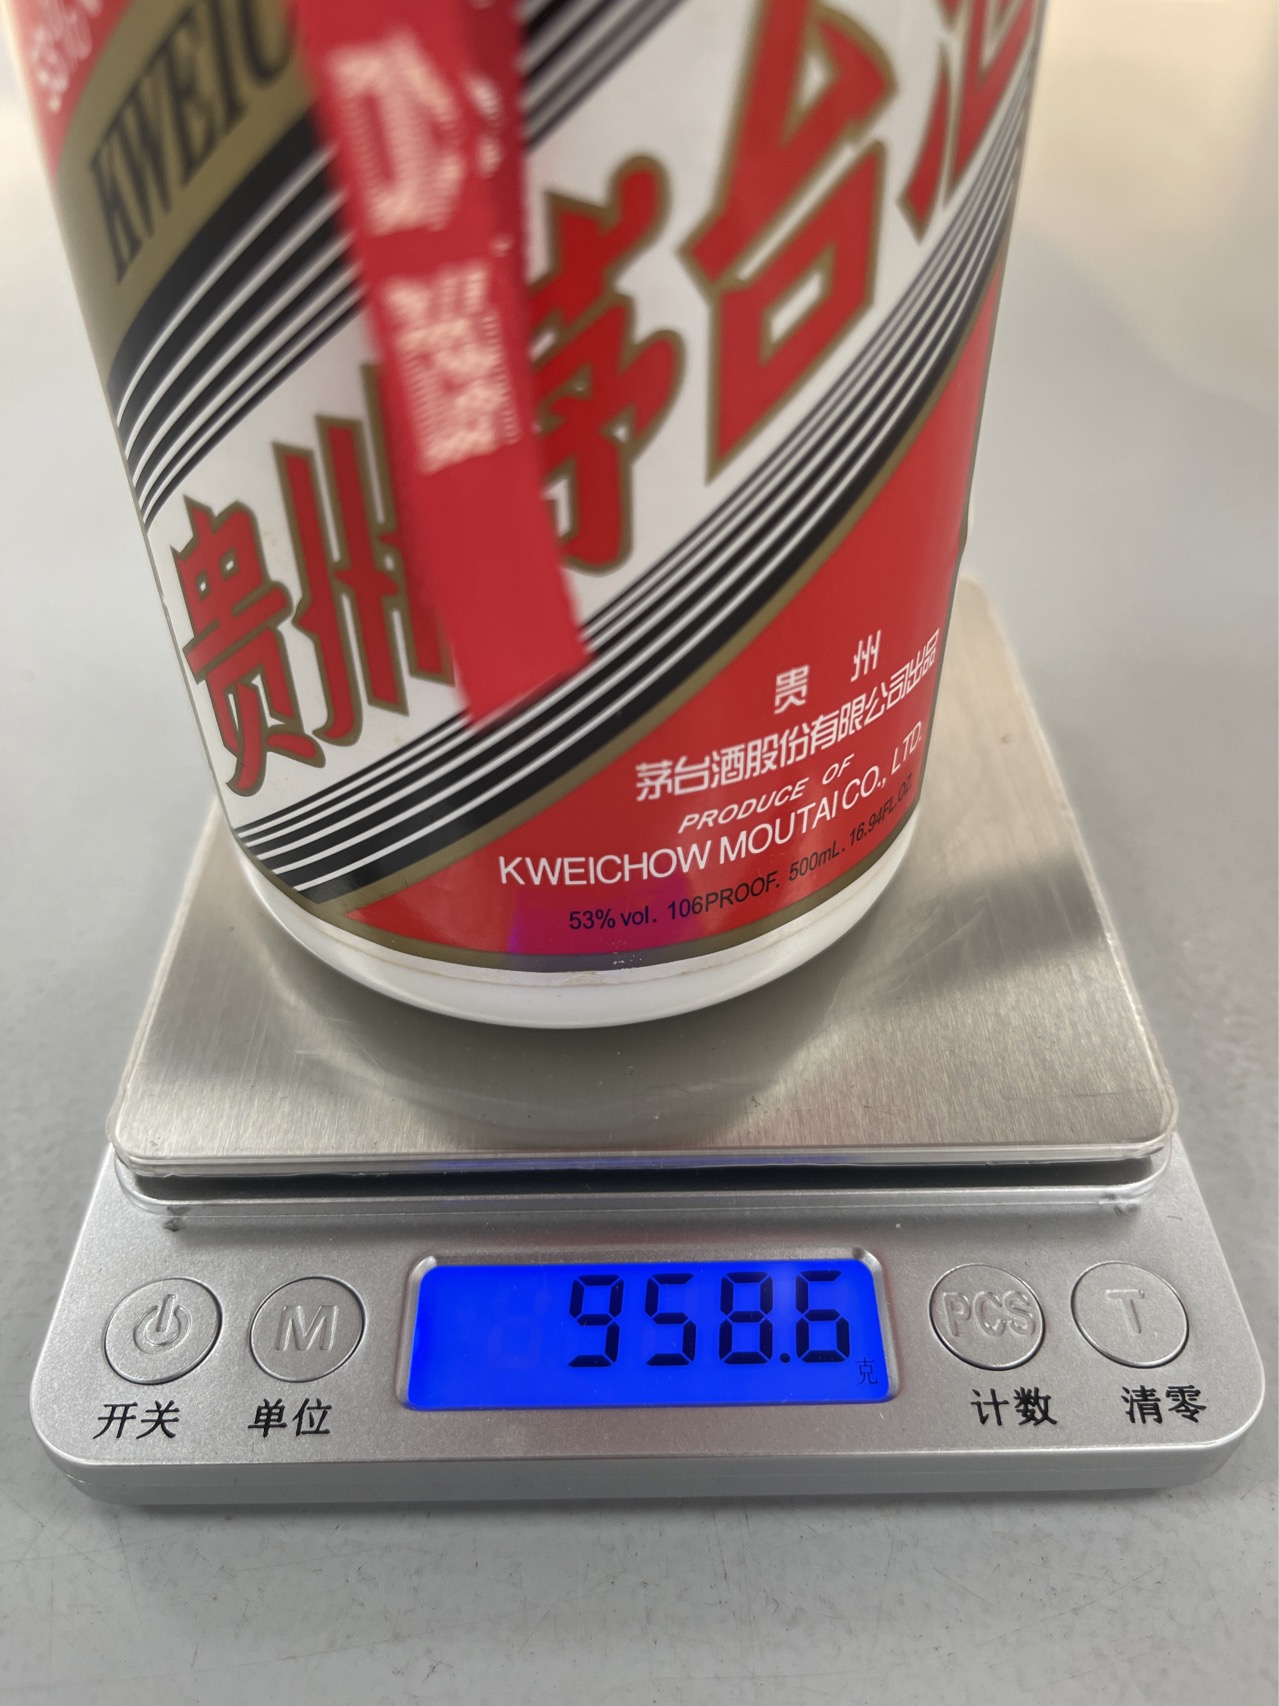 KWEIC
贵州茅台酒
贵州
茅台酒股份有限公司出品
PRODUCE OF
KWEICHOW MOUTAI CO., LTD.
53% vol. 106PROOF. 500mL. 16.94FL.OZ.
958.6
克
M
PCS
T
开关
单位
计数
清零